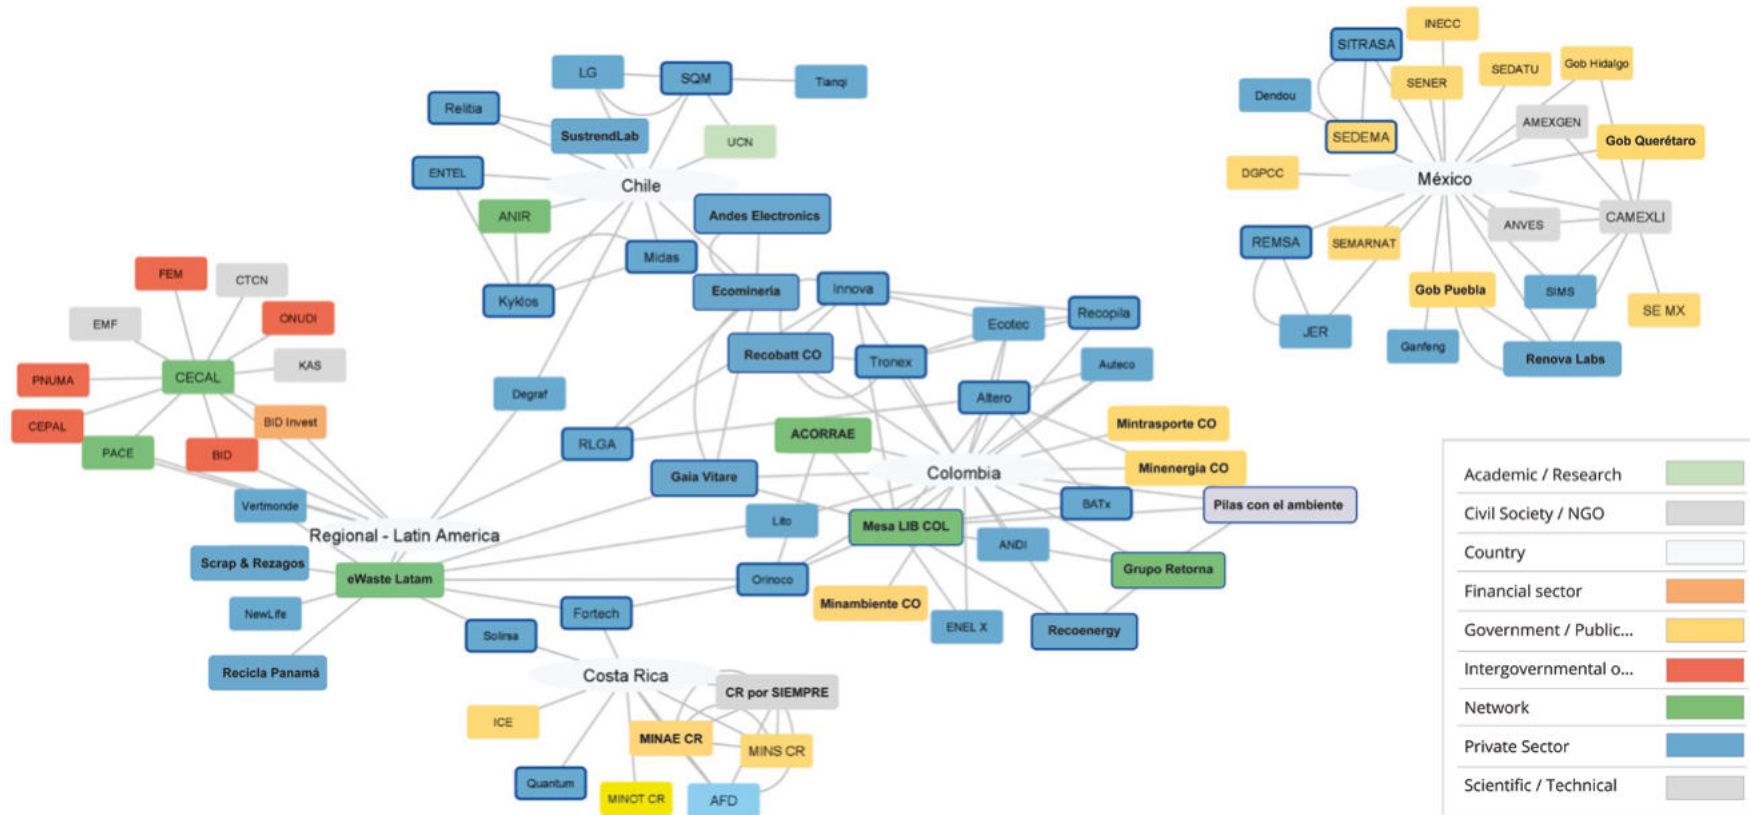 INECC
SITRASA
SEDATU
Gob Hidalgo
SENER
Dendou
AMEXGEN
SEDEMA
Gob Querétaro
DGPCC
México
CAMEXLI
ANVES
REMSA
SEMARNAT
Gob Puebla
SIMS
SE MX
JER
Ganfeng
Renova Labs
LG
SQM
Tianqi
Relitia
SustrendLab
UCN
ENTEL
Chile
ANIR
Andes Electronics
Midas
Kyklos
Ecominería
Innova
Recopila
Ecotec
Recobatt CO
Tronex
Auteco
Degraf
Altero
Mintrasporte CO
ACORRAE
RLGA
Gaia Vitare
Colombia
Minenergia CO
BATx
Pilas con el ambiente
Lito
Mesa LIB COL
ANDI
Grupo Retorna
Orinoco
Minambiente CO
ENEL X
Recoenergy
FEM
CTCN
EMF
ONUDI
KAS
PNUMA
CECAL
CEPAL
BID Invest
PACE
BID
Vertmonde
Regional - Latin America
Scrap & Rezagos
eWaste Latam
NewLife
Fortech
Solirsa
Recicla Panamá
Costa Rica
CR por SIEMPRE
ICE
MINAE CR
MINS CR
Quantum
MINOT CR
AFD
Academic / Research
Civil Society / NGO
Country
Financial sector
Government / Public...
Intergovernmental o...
Network
Private Sector
Scientific / Technical